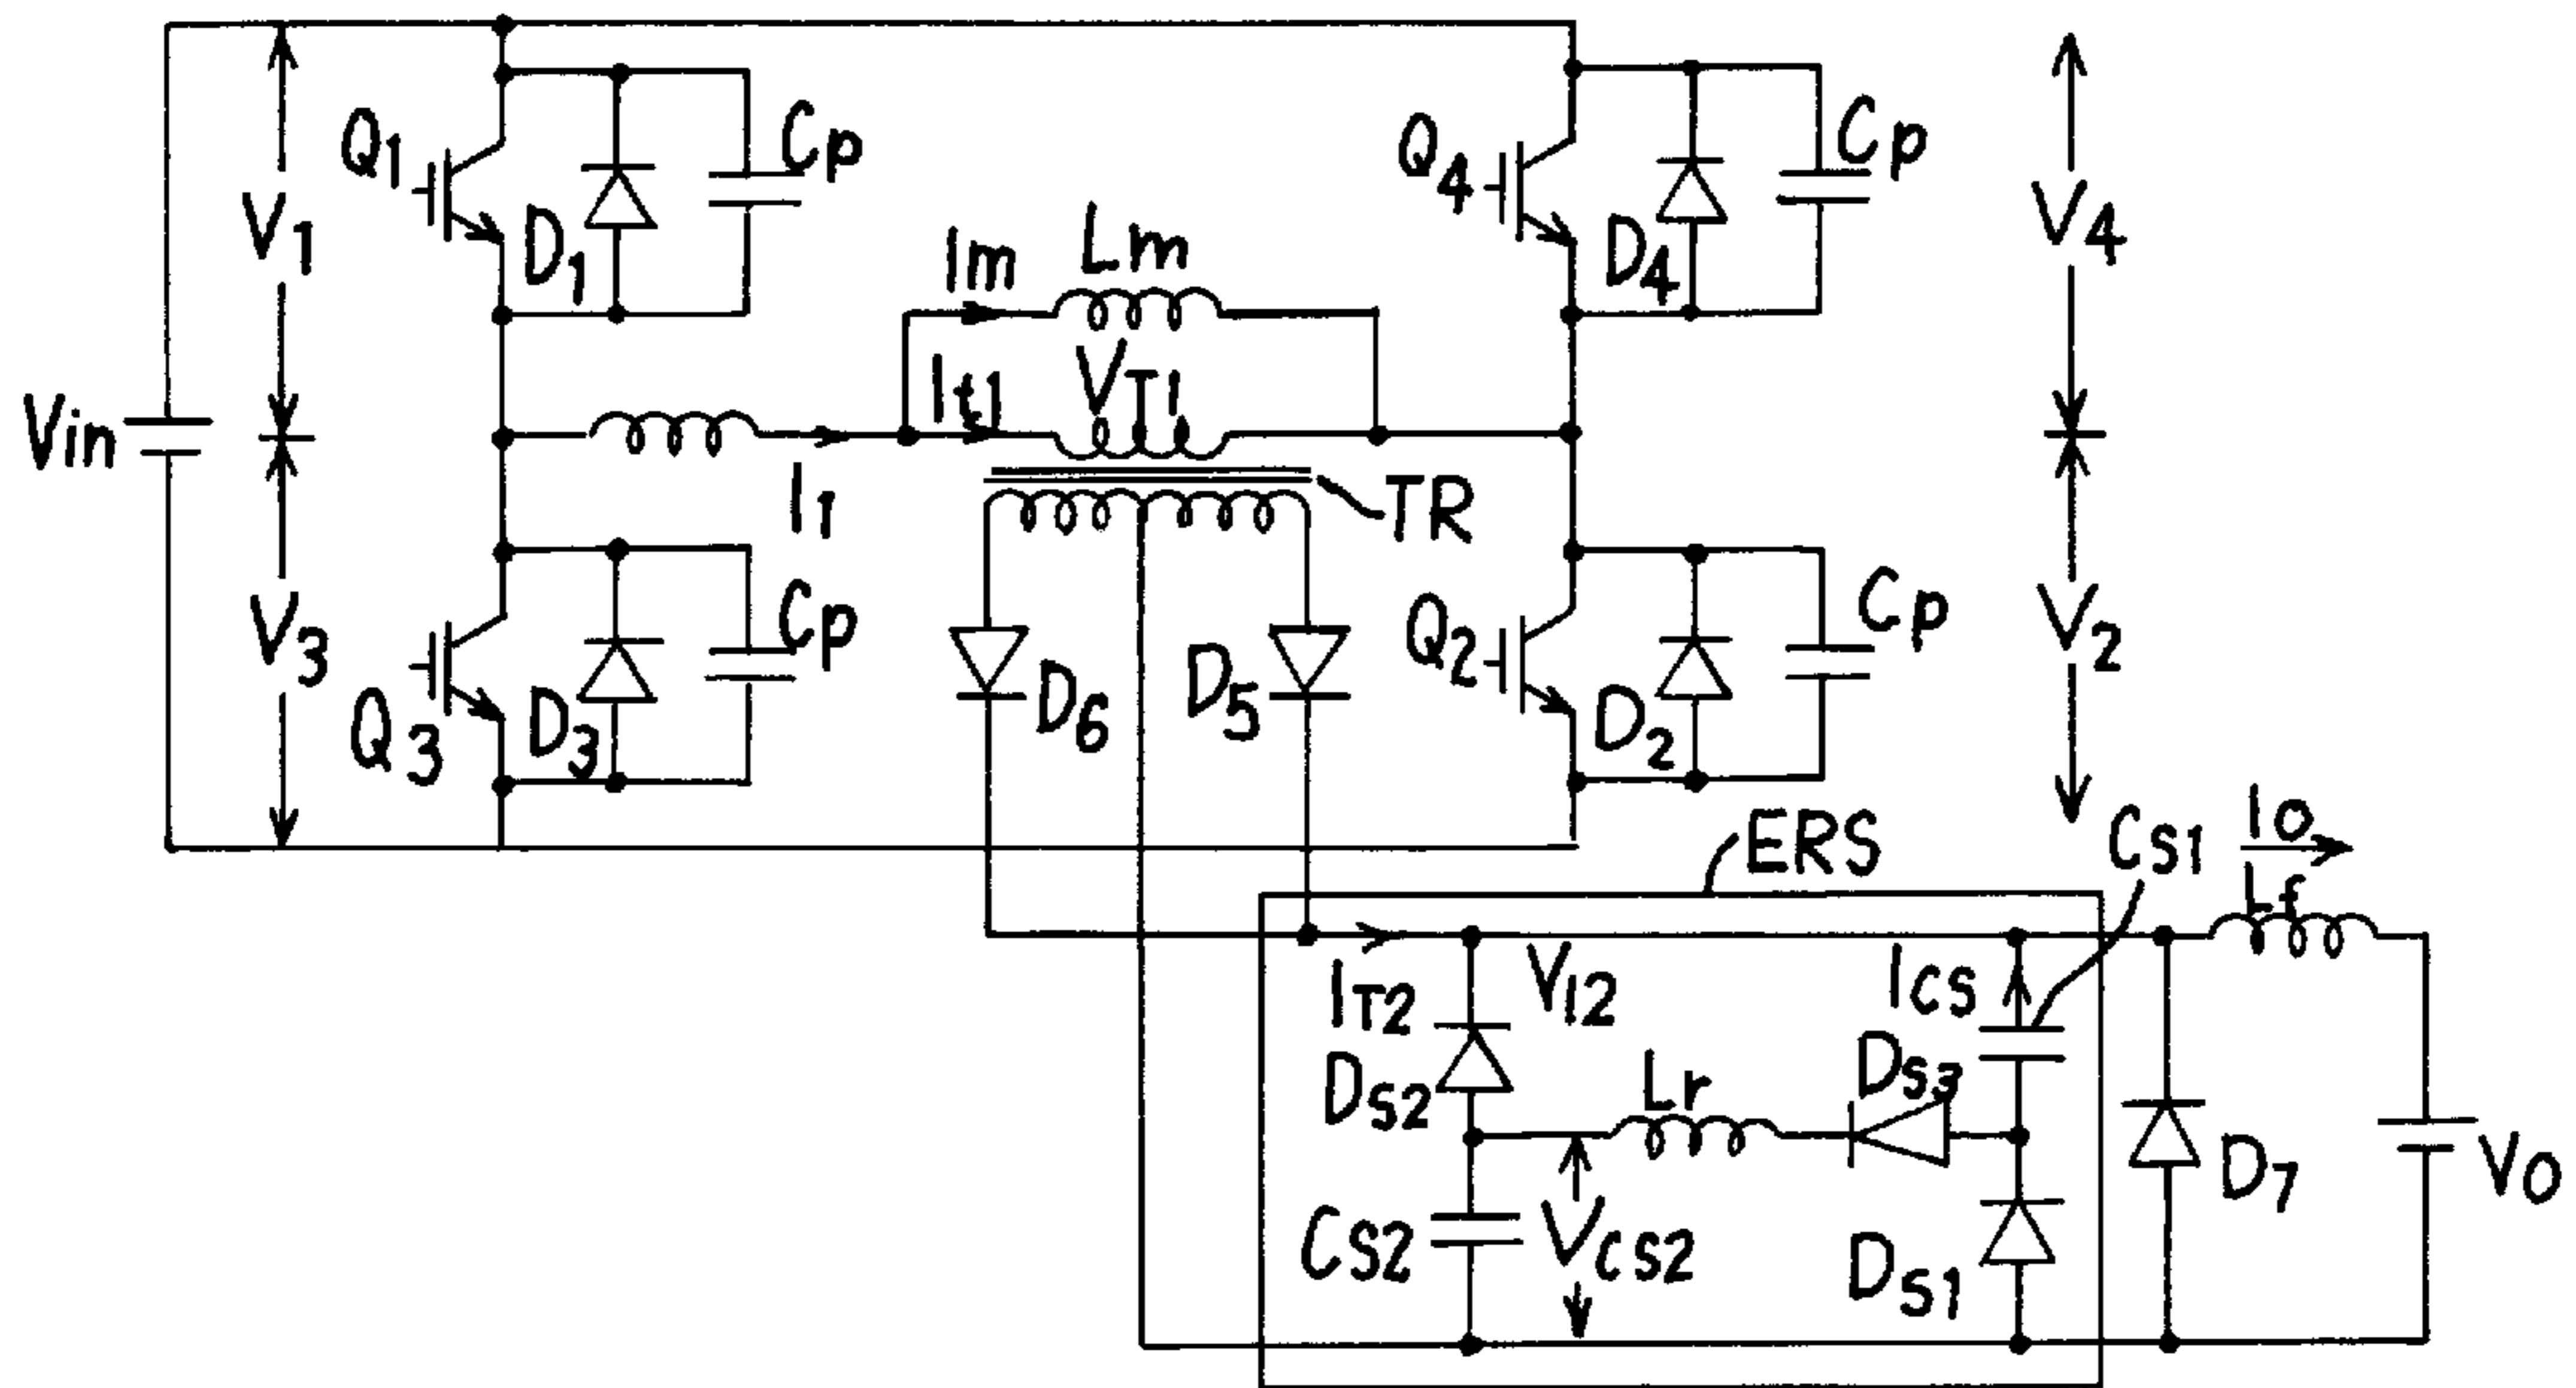 Vin
V1
V3
Q1
D1
Cp
Q3
D3
Cp
I1
Im
Lm
It1
VT1
TR
D6
D5
Q4
D4
Cp
Q2
D2
Cp
V4
V2
ERS
IT2
V12
DS2
CS2
VCS2
Lr
DS3
DS1
ICS
CS1
IO
Lf
D7
VO